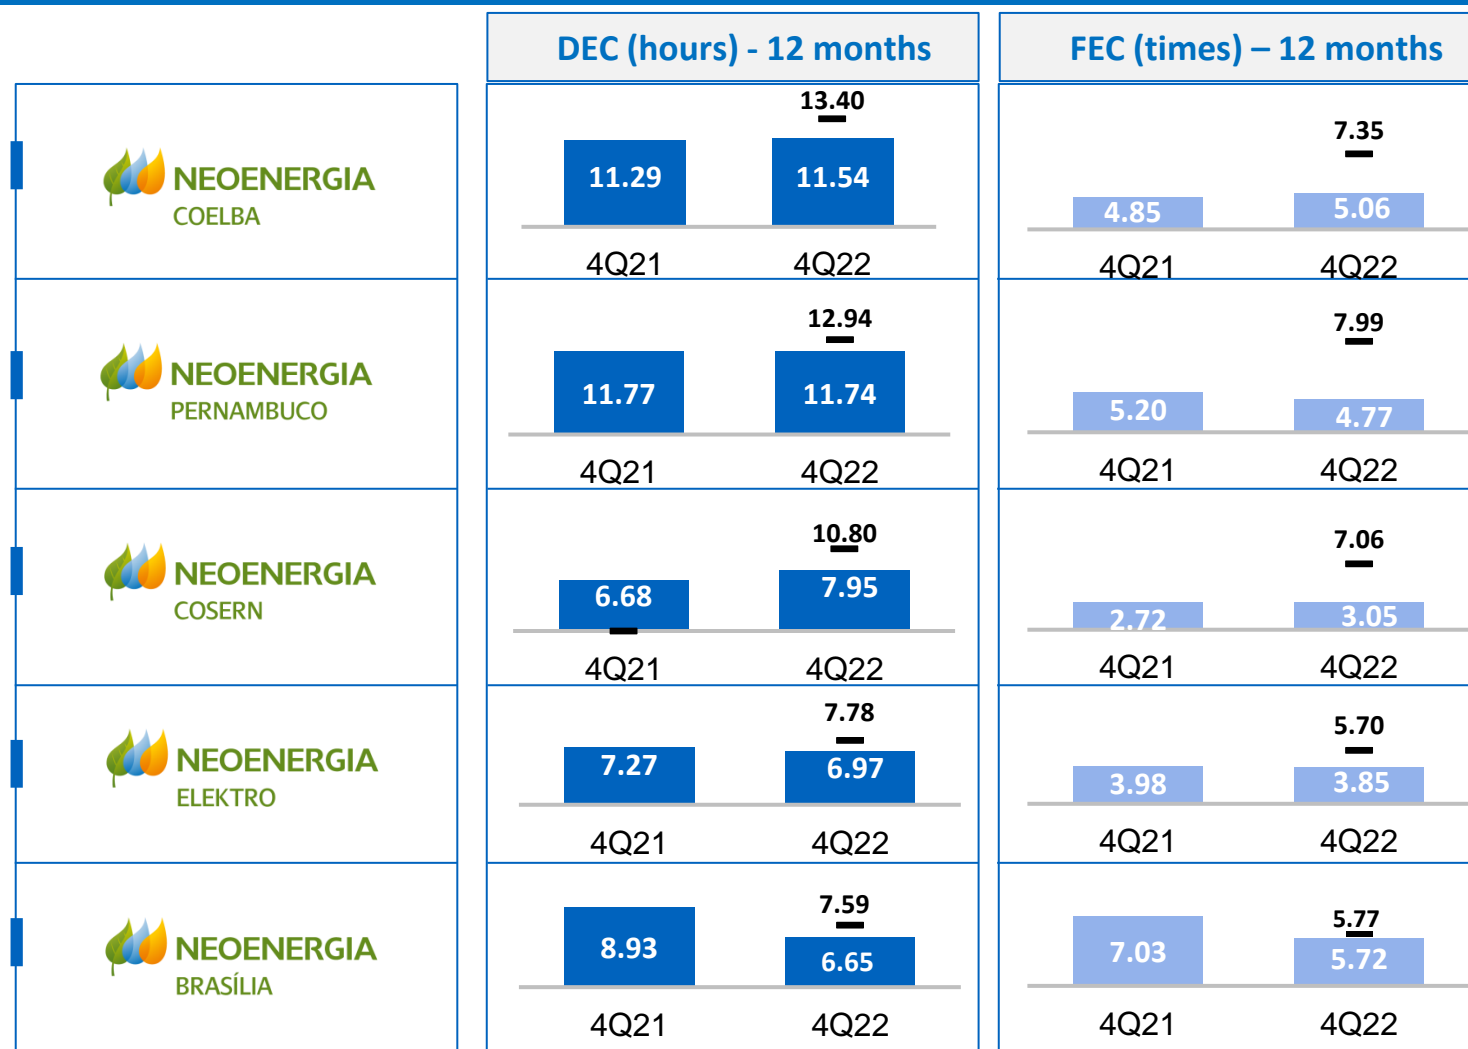 DEC (hours) - 12 months
FEC (times) – 12 months
NEOENERGIA
COELBA
13.40
11.29
11.54
4Q21
4Q22
7.35
4.85
5.06
4Q21
4Q22
NEOENERGIA
PERNAMBUCO
12.94
11.77
11.74
4Q21
4Q22
7.99
5.20
4.77
4Q21
4Q22
NEOENERGIA
COSERN
10.80
6.68
7.95
4Q21
4Q22
7.06
2.72
3.05
4Q21
4Q22
NEOENERGIA
ELEKTRO
7.78
7.27
6.97
4Q21
4Q22
5.70
3.98
3.85
4Q21
4Q22
NEOENERGIA
BRASÍLIA
7.59
8.93
6.65
4Q21
4Q22
5.77
7.03
5.72
4Q21
4Q22